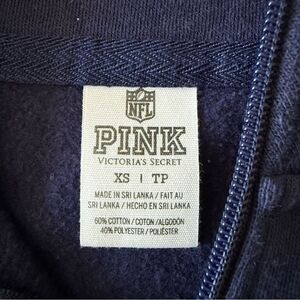 NFL
PINK
VICTORIA'S SECRET
XS | TP
MADE IN SRI LANKA / FAIT AU
SRI LANKA / HECHO EN SRI LANKA
60% COTTON / COTON /ALGODÓN
40% POLYESTER / POLIÉSTER